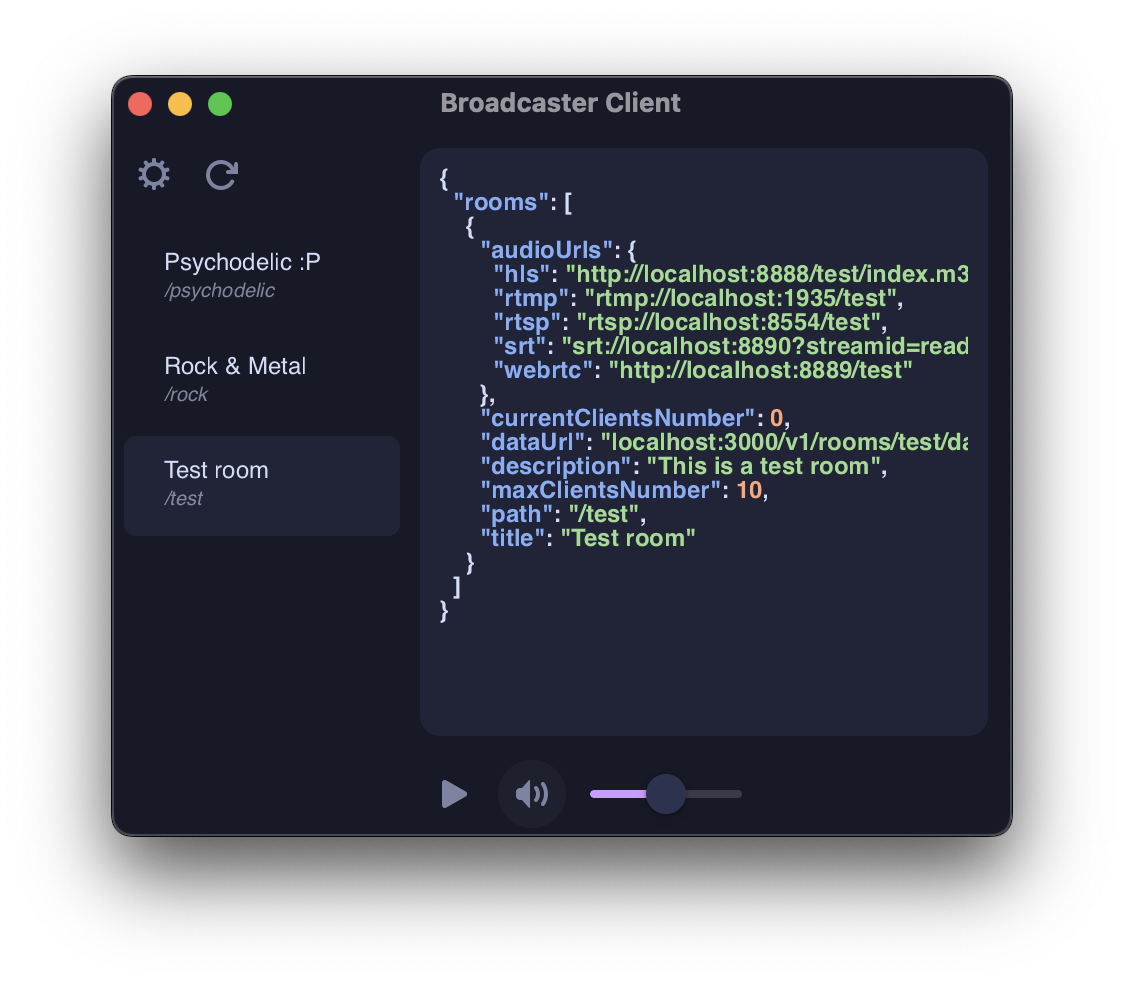 Broadcaster Client
Psychodelic :P
/psychodelic
Rock & Metal
/rock
Test room
/test
{
"rooms": [
{
"audioUrls": {
"hls": "http://localhost:8888/test/index.m3
"rtmp": "rtmp://localhost:1935/test",
"rtsp": "rtsp://localhost:8554/test",
"srt": "srt://localhost:8890?streamid=read
"webrtc": "http://localhost:8889/test"
},
"currentClientsNumber": 0,
"dataUrl": "localhost:3000/v1/rooms/test/da
"description": "This is a test room",
"maxClientsNumber": 10,
"path": "/test",
"title": "Test room"
}
]
}